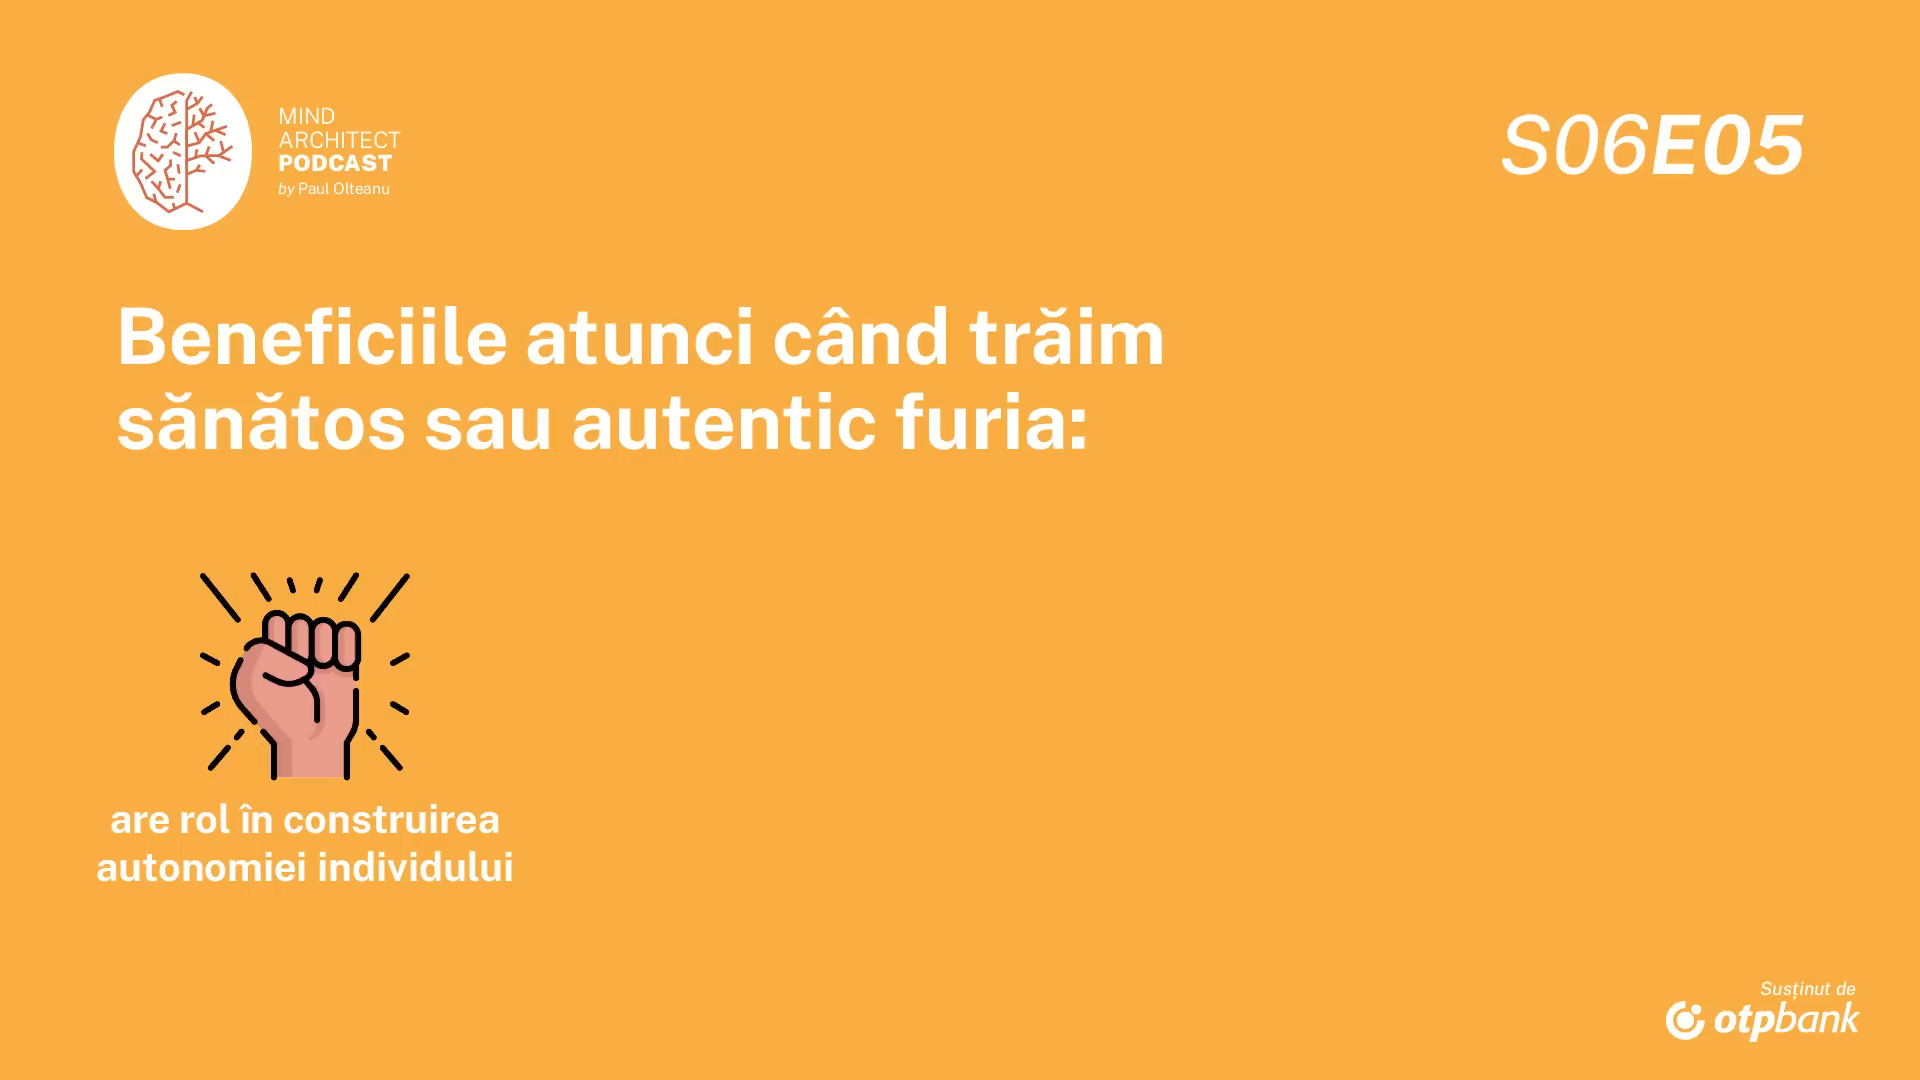 MIND
ARCHITECT
PODCAST
by Paul Olteanu
S06E05
Beneficiile atunci când trăim
sănătos sau autentic furia:
are rol în construirea
autonomiei individului
Susținut de
otpbank